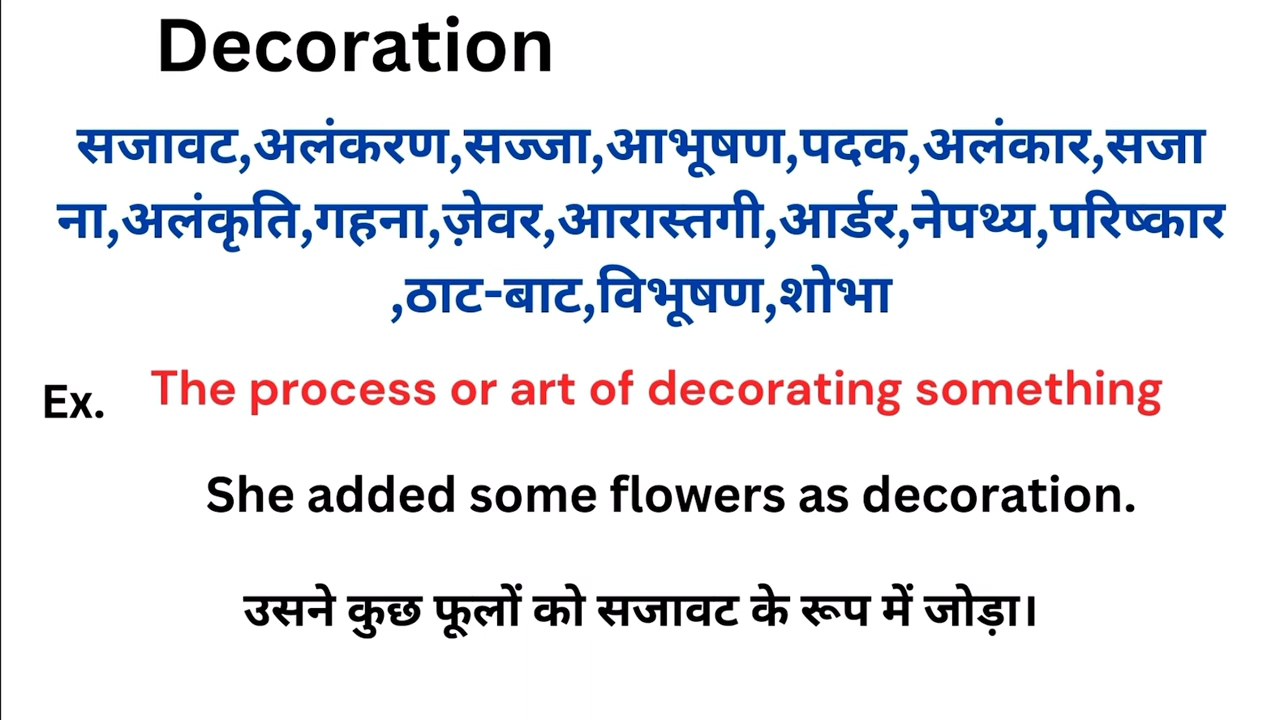 Decoration
सजावट,अलंकरण,सज्जा,आभूषण,पदक,अलंकार,सजा
ना,अलंकृति,गहना,ज़ेवर,आरास्तगी,आर्डर,नेपथ्य,परिष्कार
,ठाट-बाट,विभूषण,शोभा
Ex. The process or art of decorating something
She added some flowers as decoration.
उसने कुछ फूलों को सजावट के रूप में जोड़ा।